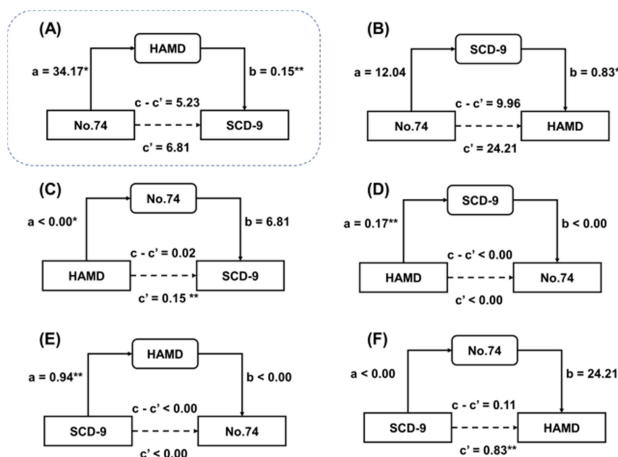 (A)
HAMD
a = 34.17*
b = 0.15**
c - c’ = 5.23
No.74
SCD-9
c’ = 6.81
(B)
SCD-9
a = 12.04
b = 0.83*
c - c’ = 9.96
No.74
HAMD
c’ = 24.21
(C)
No.74
a < 0.00*
b = 6.81
c - c’ = 0.02
HAMD
SCD-9
c’ = 0.15 **
(D)
SCD-9
a = 0.17**
b < 0.00
c - c’ < 0.00
HAMD
No.74
c’ < 0.00
(E)
HAMD
a = 0.94**
b < 0.00
c - c’ < 0.00
SCD-9
No.74
c’ < 0.00
(F)
No.74
a < 0.00
b = 24.21
c - c’ = 0.11
SCD-9
HAMD
c’ = 0.83**